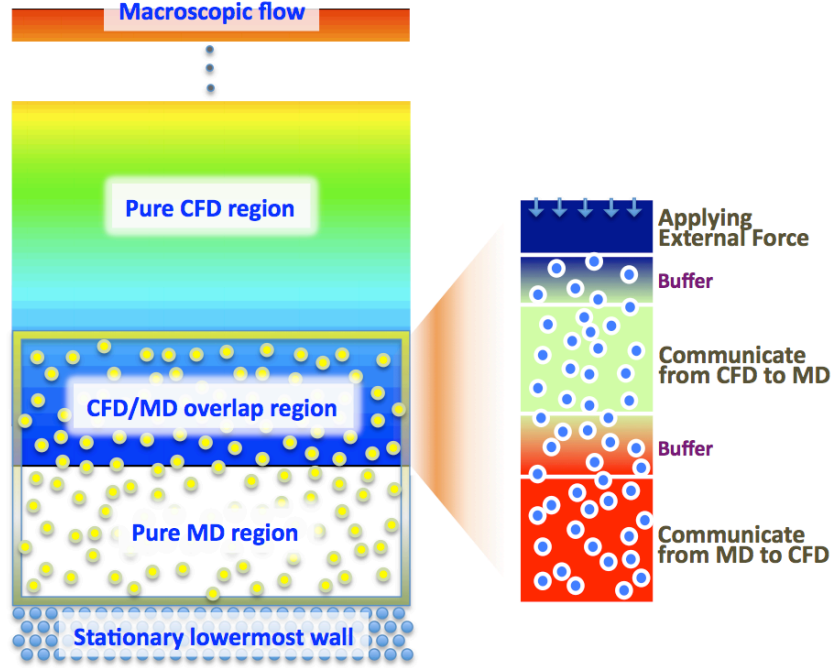 Macroscopic flow
Pure CFD region
CFD/MD overlap region
Pure MD region
Stationary lowermost wall
Applying
External Force
Buffer
Communicate
from CFD to MD
Buffer
Communicate
from MD to CFD